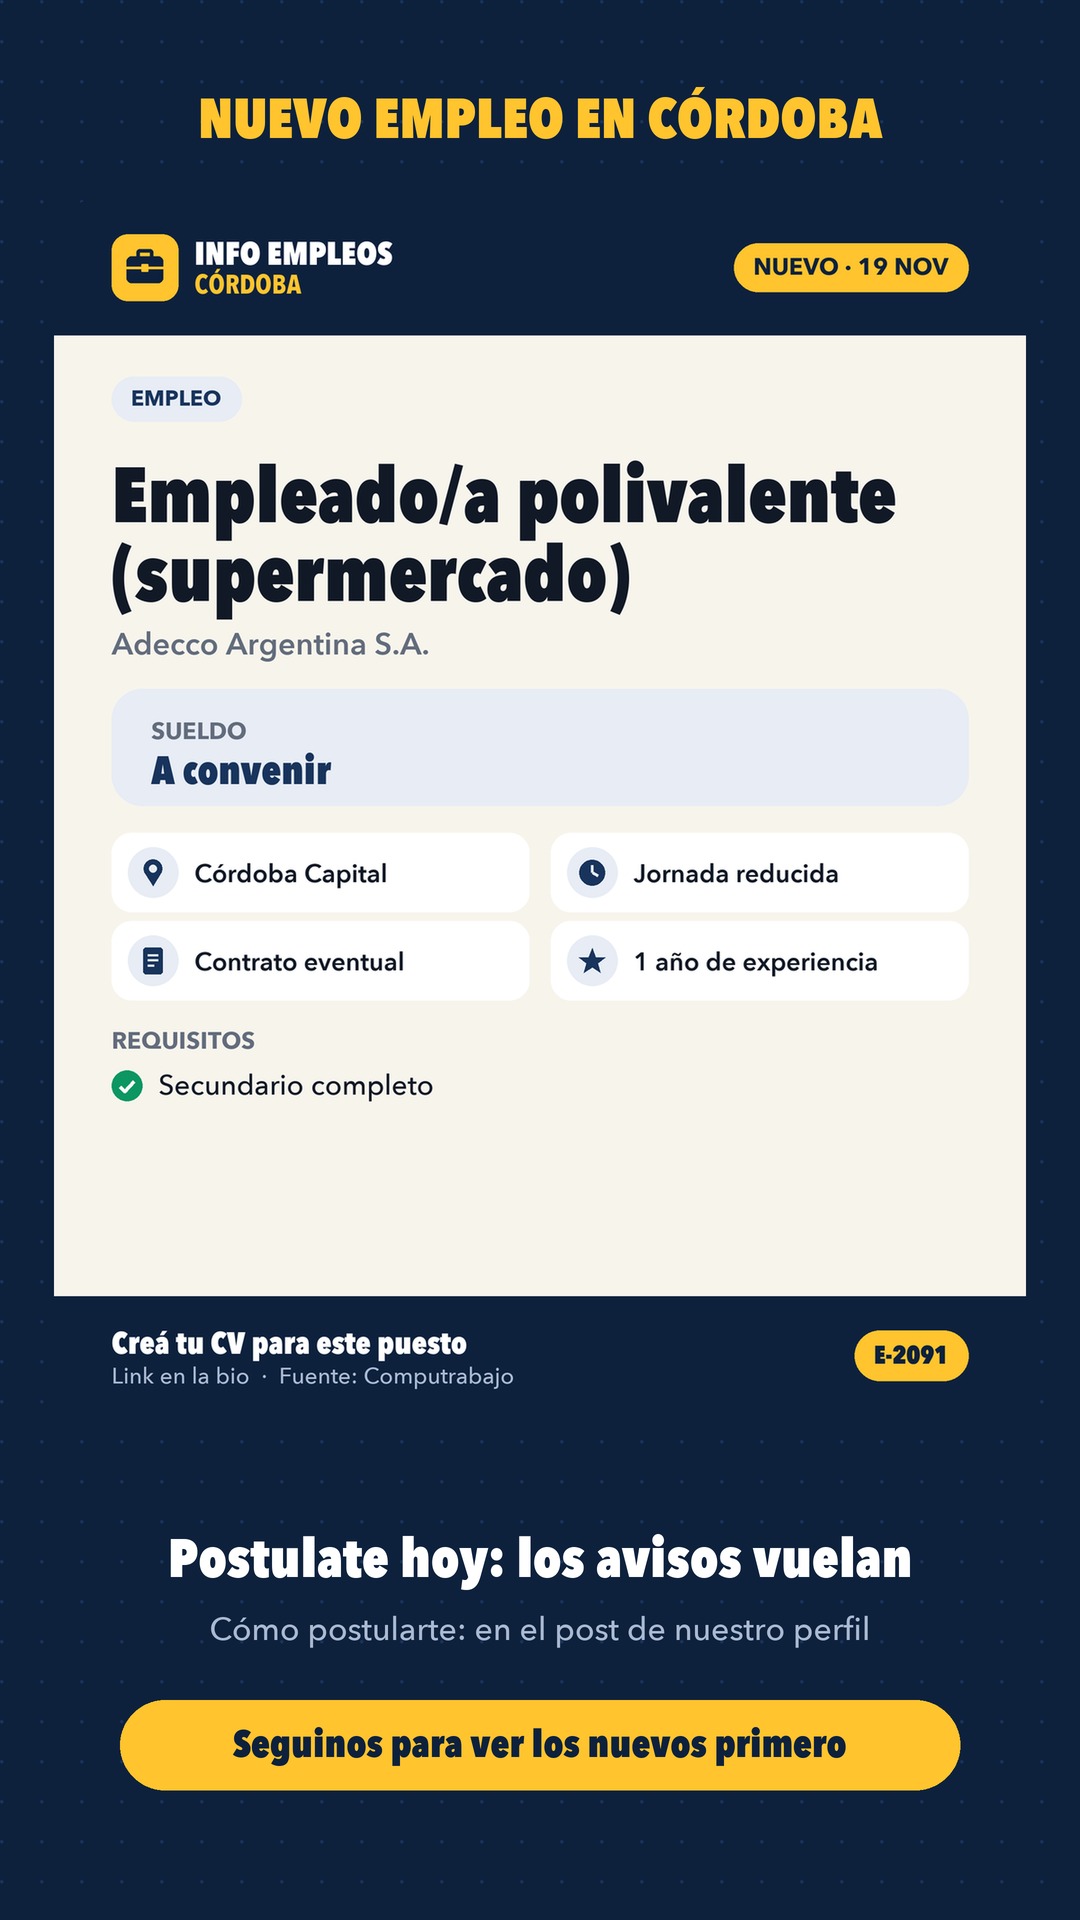 NUEVO EMPLEO EN CÓRDOBA
INFO EMPLEOS
CÓRDOBA
NUEVO · 19 NOV
EMPLEO
Empleado/a polivalente
(supermercado)
Adecco Argentina S.A.
SUELDO
A convenir
Córdoba Capital
Jornada reducida
Contrato eventual
1 año de experiencia
REQUISITOS
Secundario completo
Creá tu CV para este puesto
Link en la bio · Fuente: Computrabajo
E-2091
Postulate hoy: los avisos vuelan
Cómo postularte: en el post de nuestro perfil
Seguinos para ver los nuevos primero